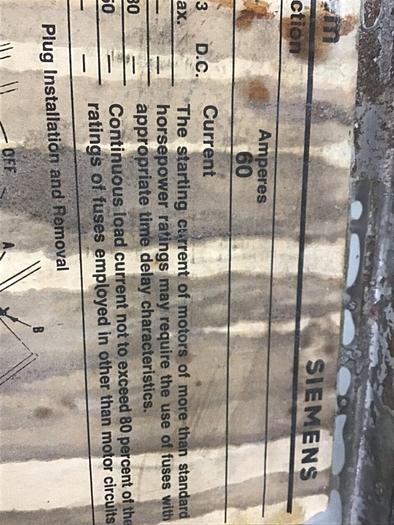 SIEMENS
ction
Amperes
60
3 D.C. Current
ax. The starting current of motors of more than standard
— horsepower ratings may require the use of fuses with
30 — appropriate time delay characteristics.
60 — Continuous load current not to exceed 80 percent of the
— ratings of fuses employed in other than motor circuits
Plug Installation and Removal
OFF
A
B